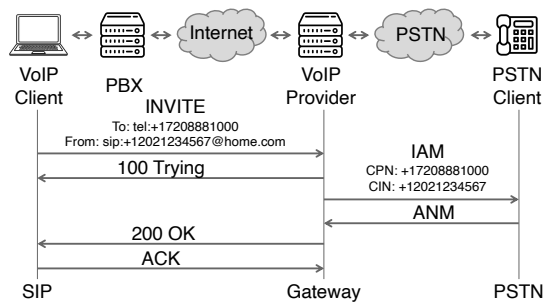 Internet
PSTN
VoIP
Client
PBX
VoIP
Provider
PSTN
Client
INVITE
To: tel:+17208881000
From: sip:+12021234567@home.com
100 Trying
IAM
CPN: +17208881000
CIN: +12021234567
ANM
200 OK
ACK
SIP
Gateway
PSTN